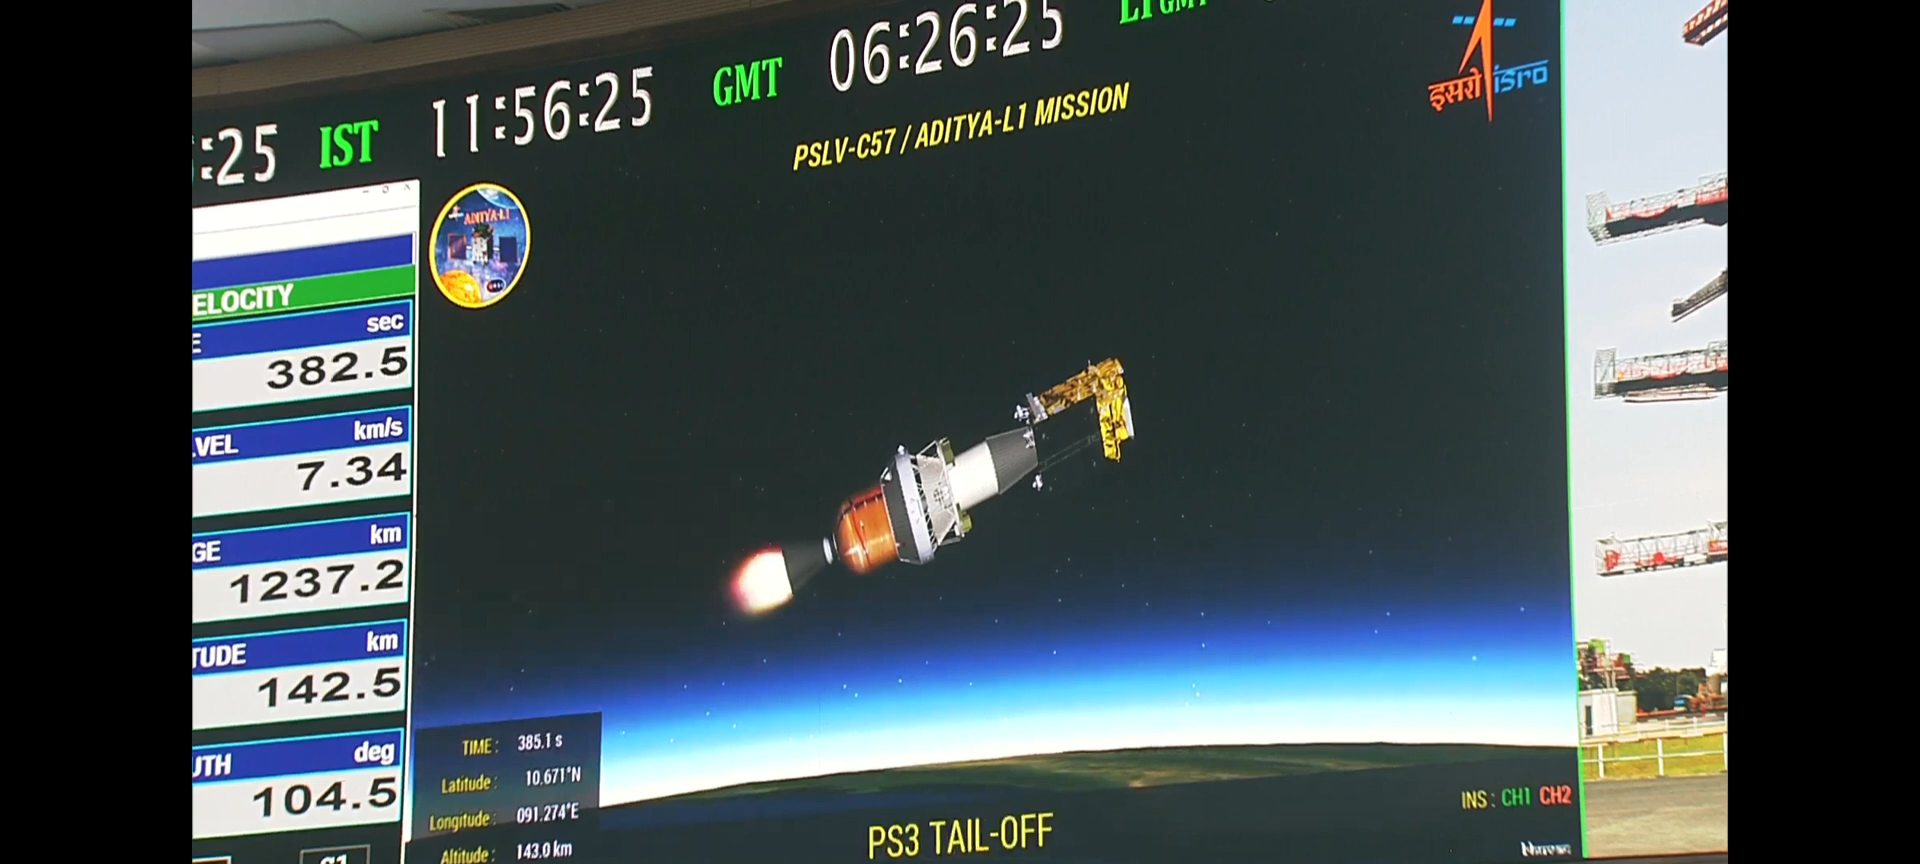 :25 IST 11:56:25 GMT 06:26:25
PSLV-C57 / ADITYA-L1 MISSION
इसरो isro
ADITYA-L1
ELOCITY
E sec
382.5
VEL km/s
7.34
GE km
1237.2
TUDE km
142.5
UTH deg
104.5
TIME : 385.1 s
Latitude : 10.671°N
Longitude : 091.274°E
Altitude : 143.0 km
PS3 TAIL-OFF
INS : CH1 CH2